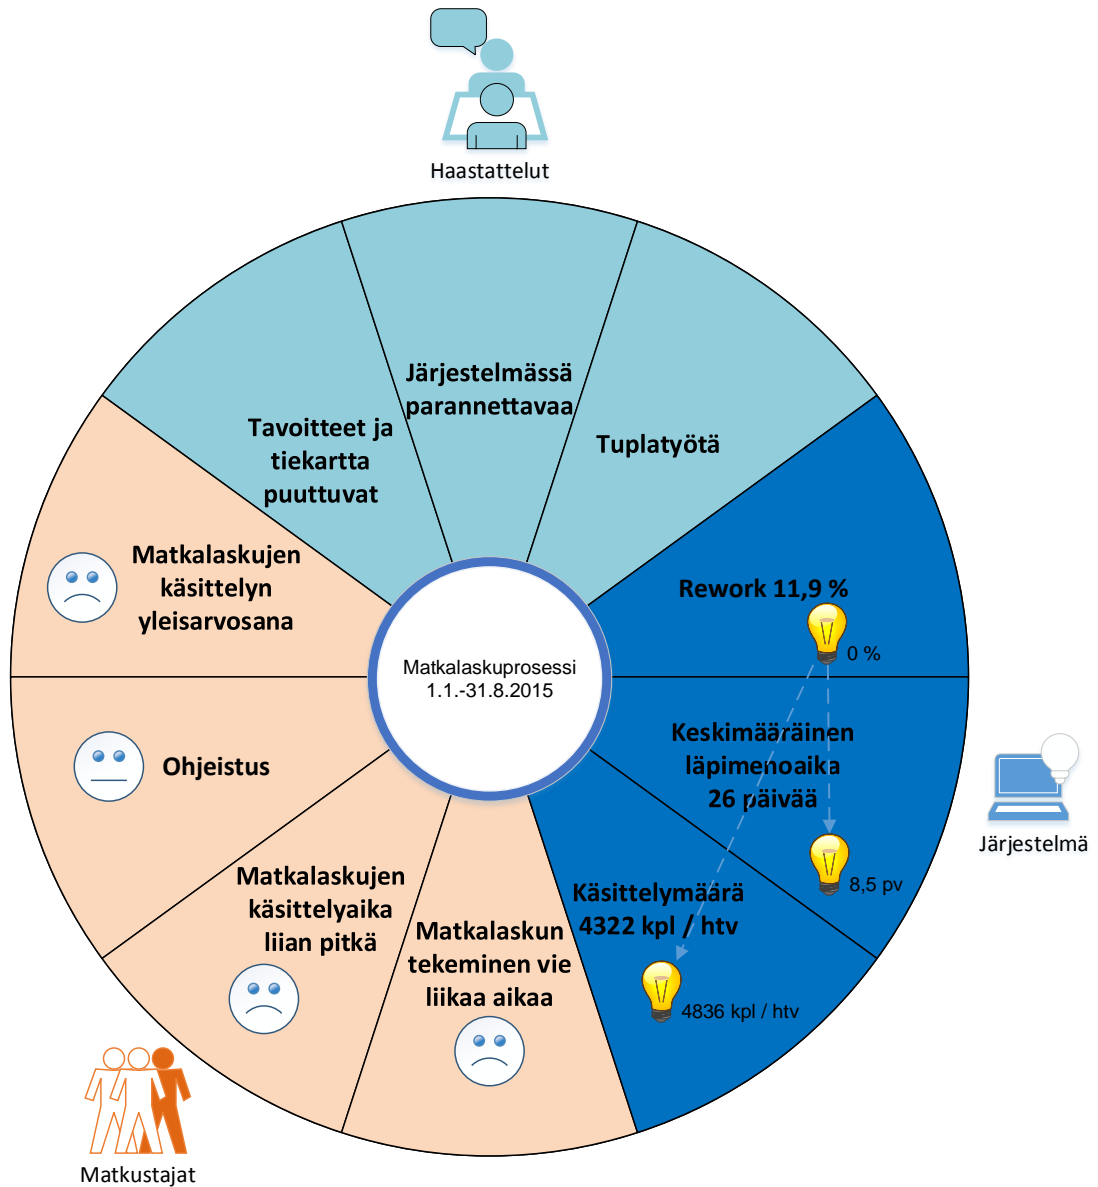 Haastattelut
Järjestelmässä
parannettavaa
Tavoitteet ja
tiekartta
puuttuvat
Tuplatyötä
Matkalaskujen
käsittelyn
yleisarvosana
Rework 11,9 %
0 %
Matkalaskuprosessi
1.1.-31.8.2015
Ohjeistus
Keskimääräinen
läpimenoaika
26 päivää
8,5 pv
Järjestelmä
Matkalaskujen
käsittelyaika
liian pitkä
Matkalaskun
tekeminen vie
liikaa aikaa
Käsittelymäärä
4322 kpl / htv
4836 kpl / htv
Matkustajat